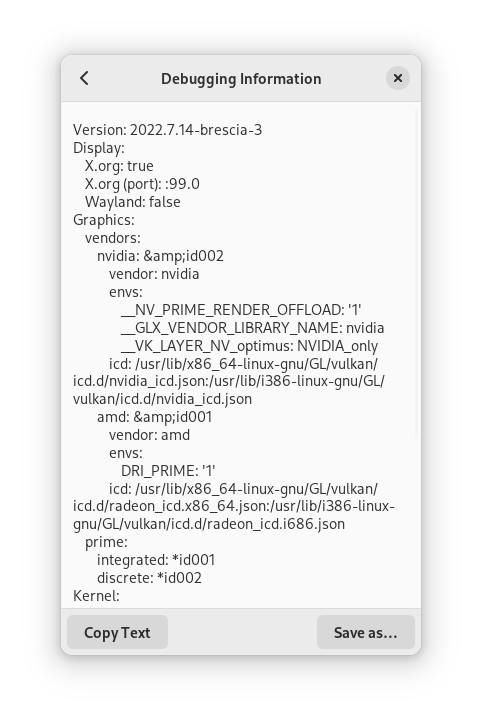 Debugging Information
Version: 2022.7.14-brescia-3
Display:
X.org: true
X.org (port): :99.0
Wayland: false
Graphics:
vendors:
nvidia: &amp;id002
vendor: nvidia
envs:
__NV_PRIME_RENDER_OFFLOAD: '1'
__GLX_VENDOR_LIBRARY_NAME: nvidia
__VK_LAYER_NV_optimus: NVIDIA_only
icd: /usr/lib/x86_64-linux-gnu/GL/vulkan/
icd.d/nvidia_icd.json:/usr/lib/i386-linux-gnu/GL/
vulkan/icd.d/nvidia_icd.json
amd: &amp;id001
vendor: amd
envs:
DRI_PRIME: '1'
icd: /usr/lib/x86_64-linux-gnu/GL/vulkan/
icd.d/radeon_icd.x86_64.json:/usr/lib/i386-linux-
gnu/GL/vulkan/icd.d/radeon_icd.i686.json
prime:
integrated: *id001
discrete: *id002
Kernel:
Copy Text
Save as...